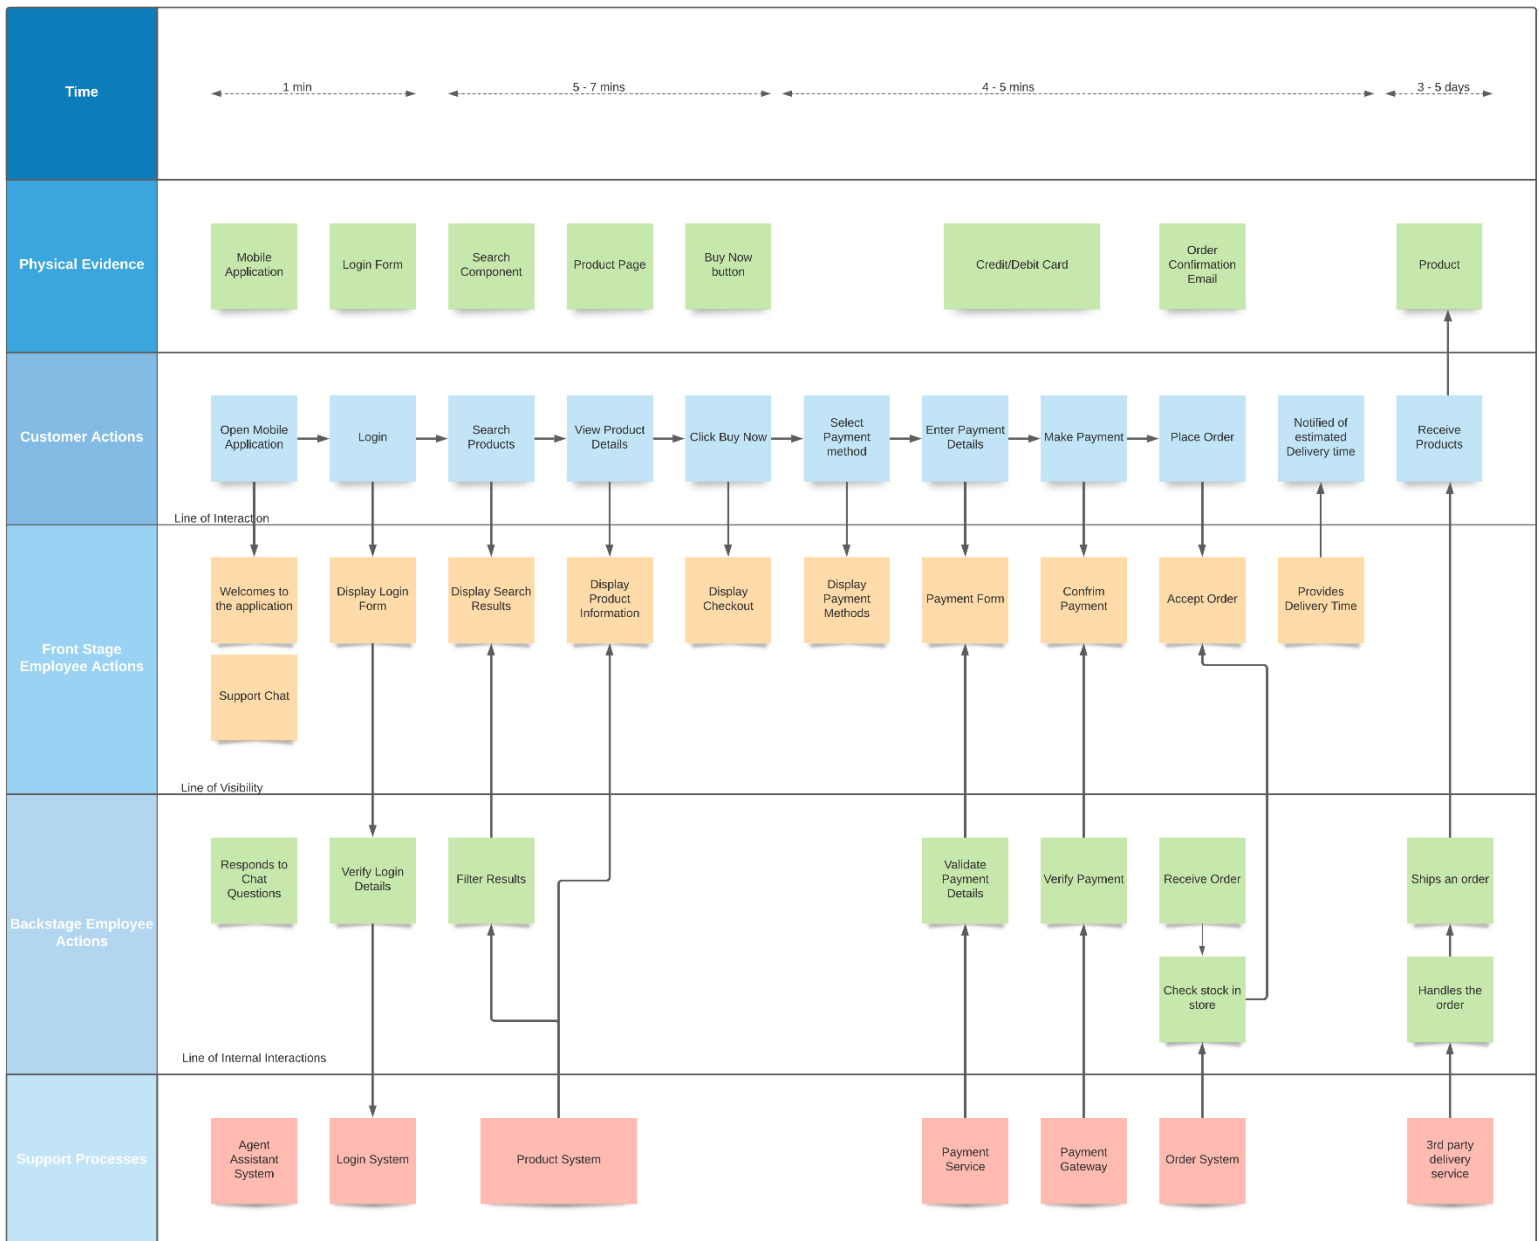 Time
1 min
5 - 7 mins
4 - 5 mins
3 - 5 days
Physical Evidence
Mobile
Application
Login Form
Search
Component
Product Page
Buy Now
button
Credit/Debit Card
Order
Confirmation
Email
Product
Customer Actions
Open Mobile
Application
Login
Search
Products
View Product
Details
Click Buy Now
Select
Payment
method
Enter Payment
Details
Make Payment
Place Order
Notified of
estimated
Delivery time
Receive
Products
Line of Interaction
Front Stage
Employee Actions
Welcomes to
the application
Display Login
Form
Display Search
Results
Display
Product
Information
Display
Checkout
Display
Payment
Methods
Payment Form
Confrim
Payment
Accept Order
Provides
Delivery Time
Support Chat
Line of Visibility
Backstage Employee
Actions
Responds to
Chat
Questions
Verify Login
Details
Filter Results
Validate
Payment
Details
Verify Payment
Receive Order
Ships an order
Check stock in
store
Handles the
order
Line of Internal Interactions
Support Processes
Agent
Assistant
System
Login System
Product System
Payment
Service
Payment
Gateway
Order System
3rd party
delivery
service